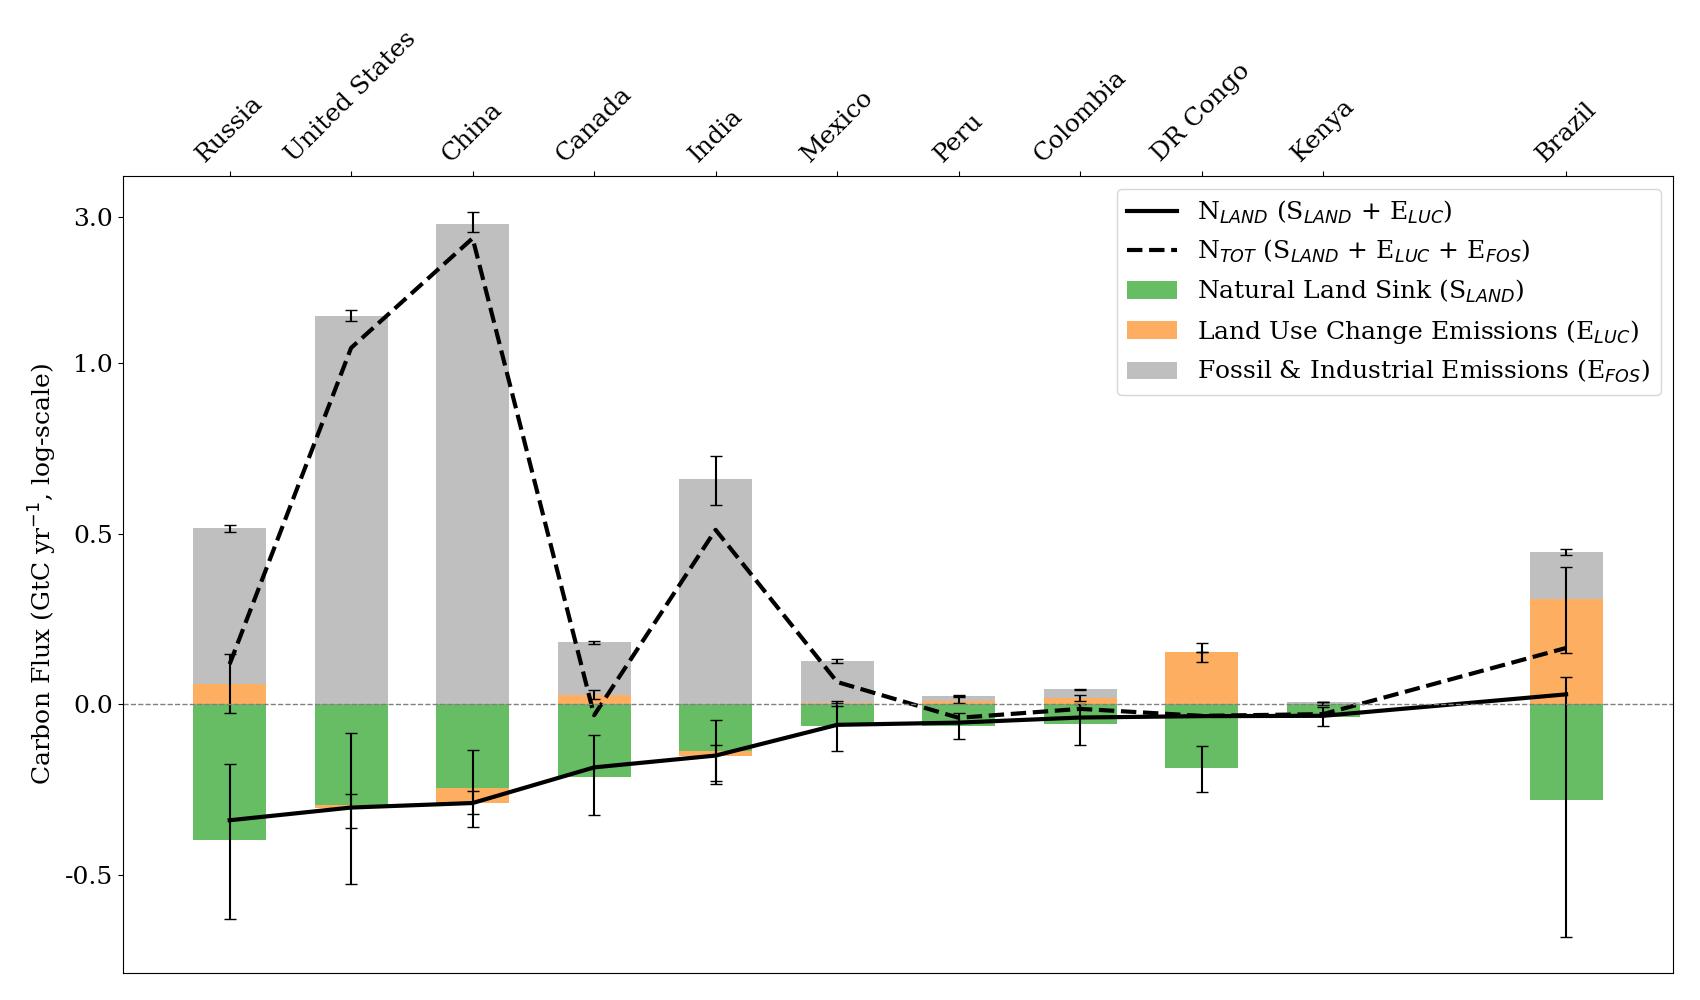 Russia
United States
China
Canada
India
Mexico
Peru
Colombia
DR Congo
Kenya
Brazil
Carbon Flux (GtC yr⁻¹, log-scale)
3.0
1.0
0.5
0.0
-0.5
N_LAND (S_LAND + E_LUC)
N_TOT (S_LAND + E_LUC + E_FOS)
Natural Land Sink (S_LAND)
Land Use Change Emissions (E_LUC)
Fossil & Industrial Emissions (E_FOS)